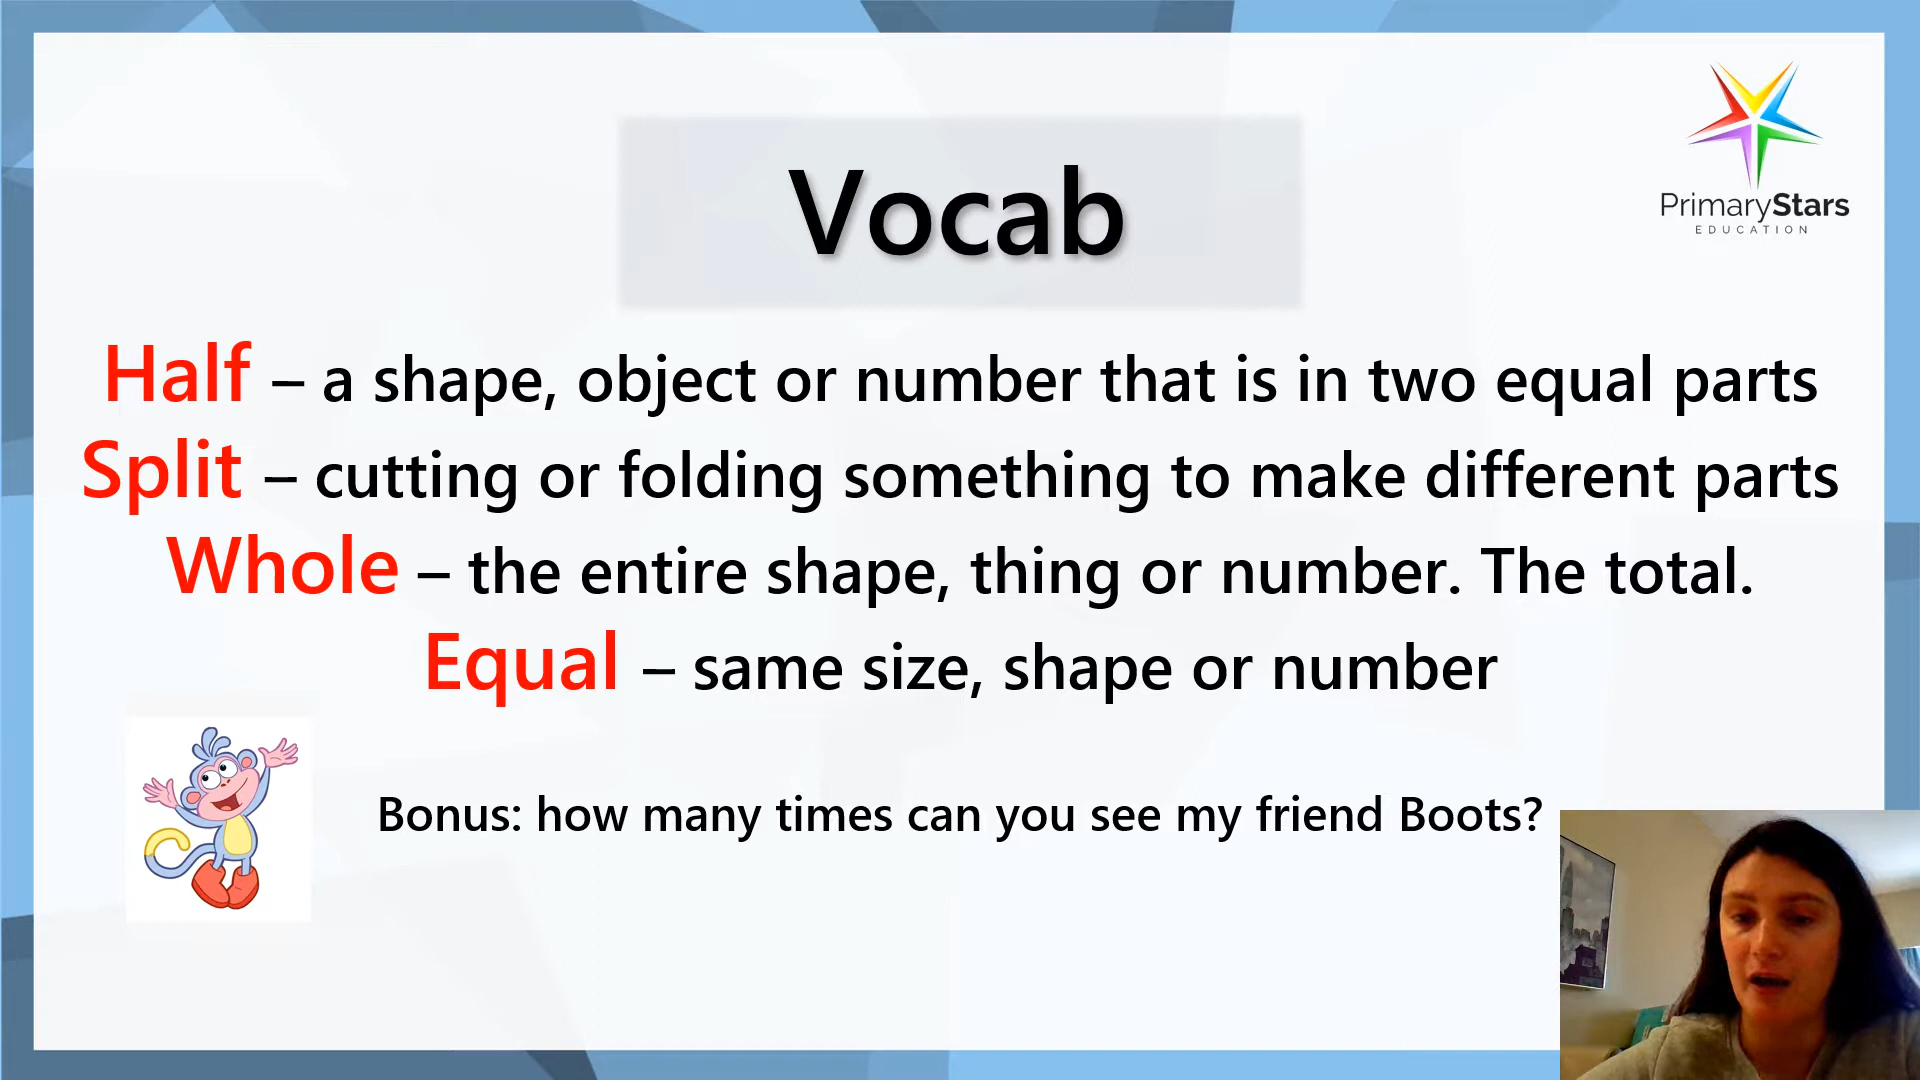 PrimaryStars
EDUCATION
Vocab
Half – a shape, object or number that is in two equal parts
Split – cutting or folding something to make different parts
Whole – the entire shape, thing or number. The total.
Equal – same size, shape or number
Bonus: how many times can you see my friend Boots?